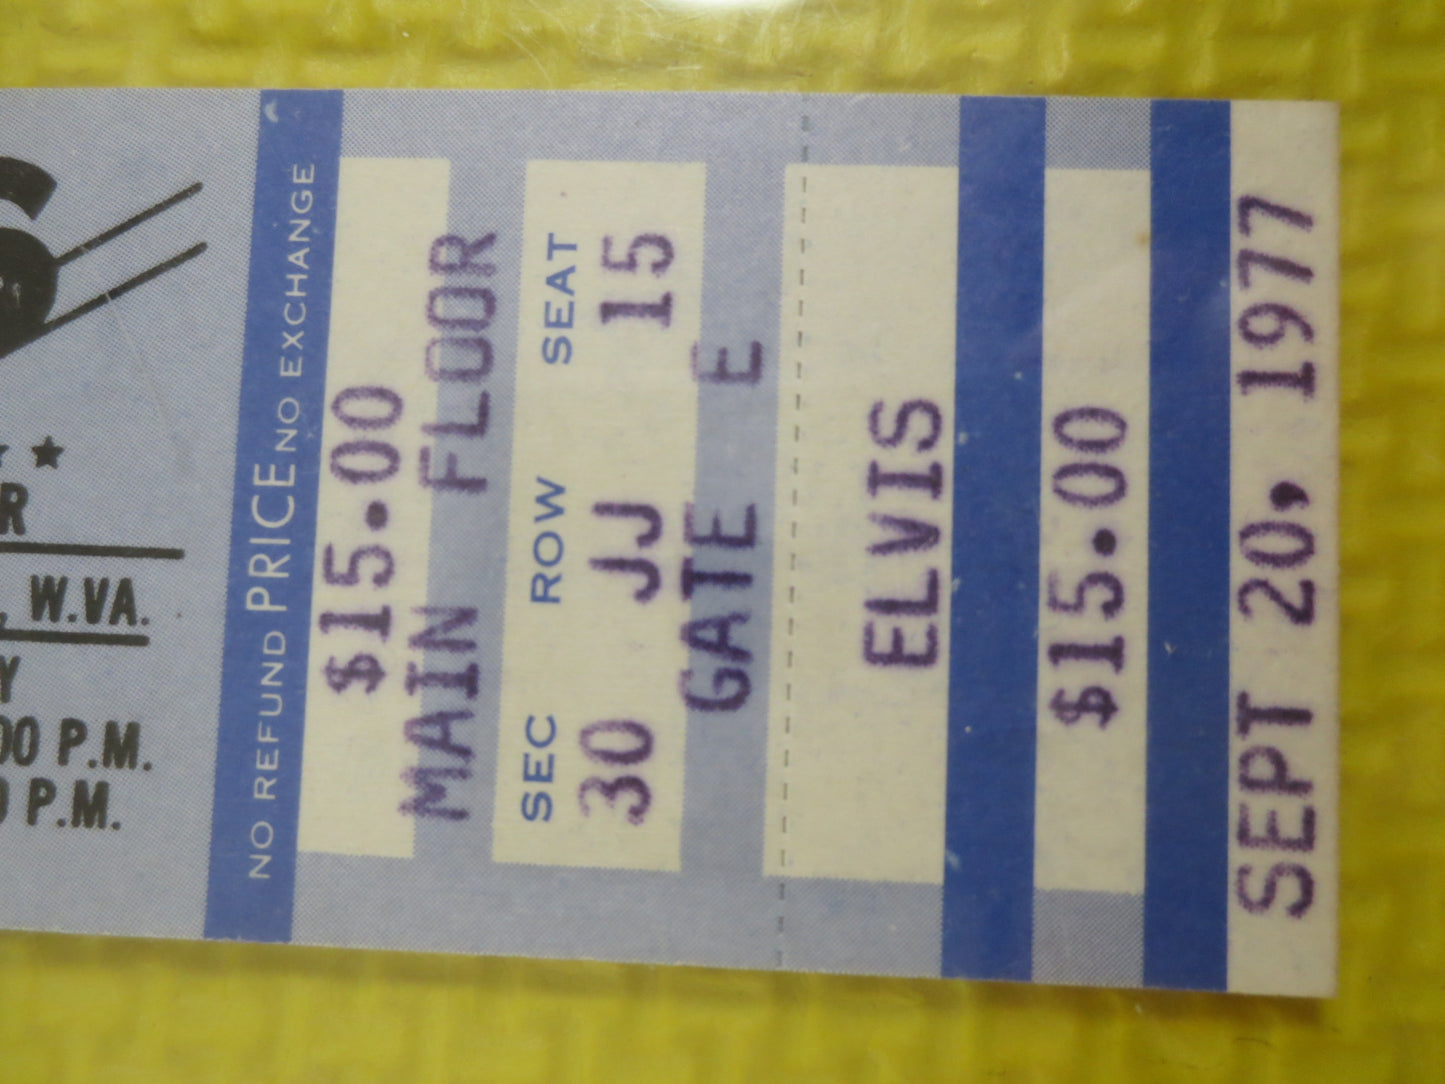 R
, W.VA.
Y
00 P.M.
P.M.
NO REFUND PRICE NO EXCHANGE
$15.00
MAIN FLOOR
SEC ROW SEAT
30 JJ 15
GATE E
ELVIS
$15.00
SEPT 20, 1977